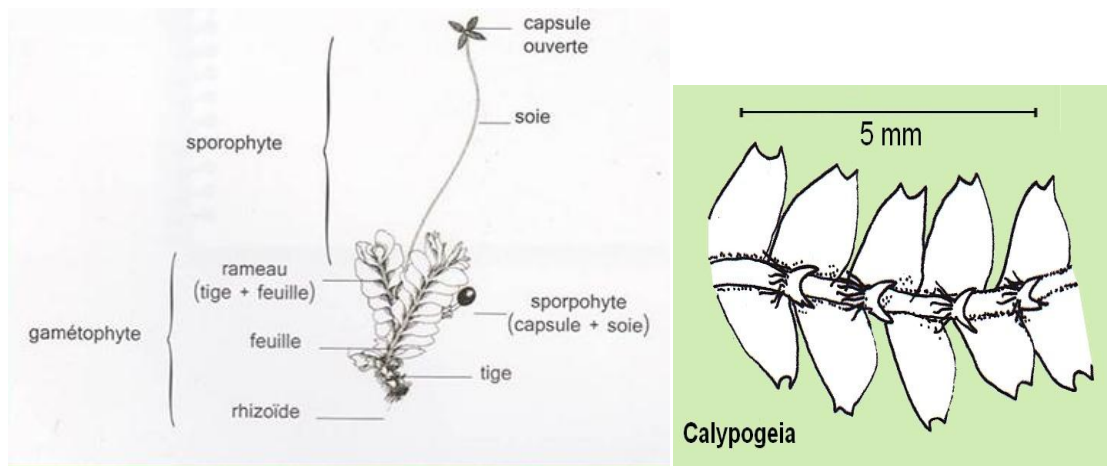 capsule
ouverte
soie
sporophyte
rameau
(tige + feuille)
sporpohyte
(capsule + soie)
gamétophyte
feuille
tige
rhizoïde
5 mm
Calypogeia